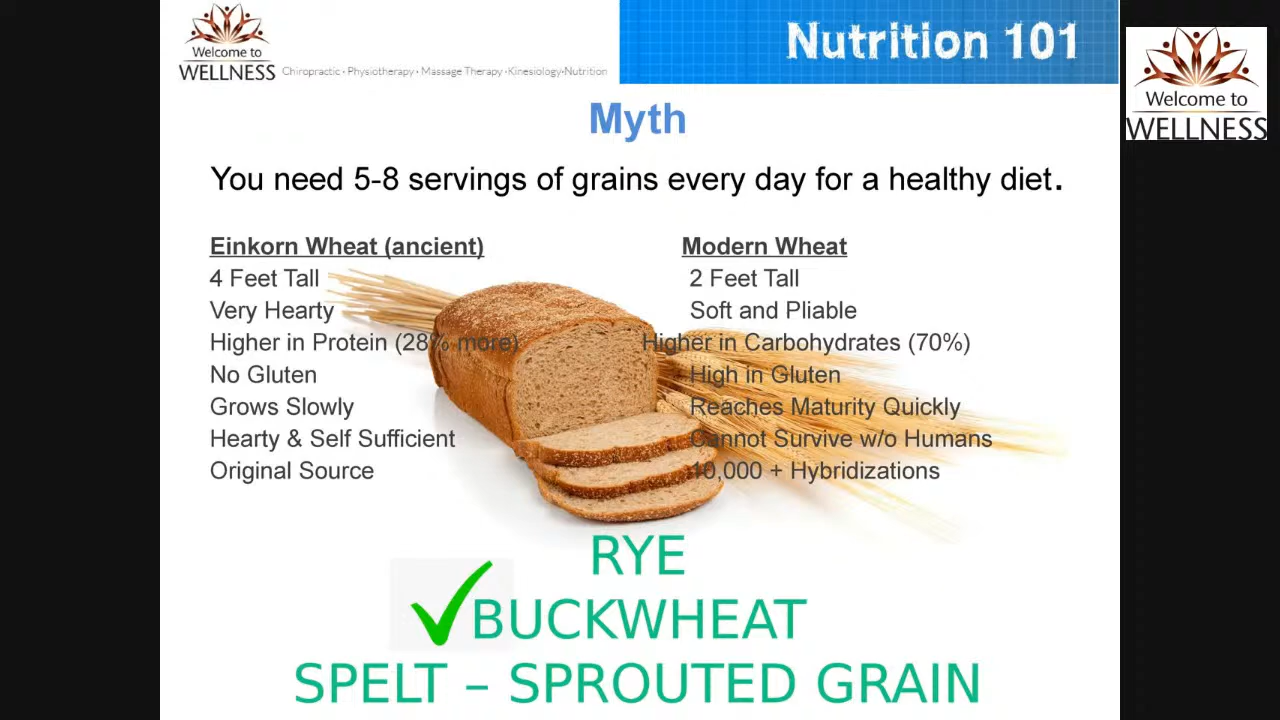 Welcome to
WELLNESS
Chiropractic • Physiotherapy • Massage Therapy •Kinesiology•Nutrition
Nutrition 101
Welcome to
WELLNESS
Myth
You need 5-8 servings of grains every day for a healthy diet.
Einkorn Wheat (ancient)
4 Feet Tall
Very Hearty
Higher in Protein (28% more)
No Gluten
Grows Slowly
Hearty & Self Sufficient
Original Source
Modern Wheat
2 Feet Tall
Soft and Pliable
Higher in Carbohydrates (70%)
High in Gluten
Reaches Maturity Quickly
Cannot Survive w/o Humans
10,000 + Hybridizations
RYE
BUCKWHEAT
SPELT – SPROUTED GRAIN